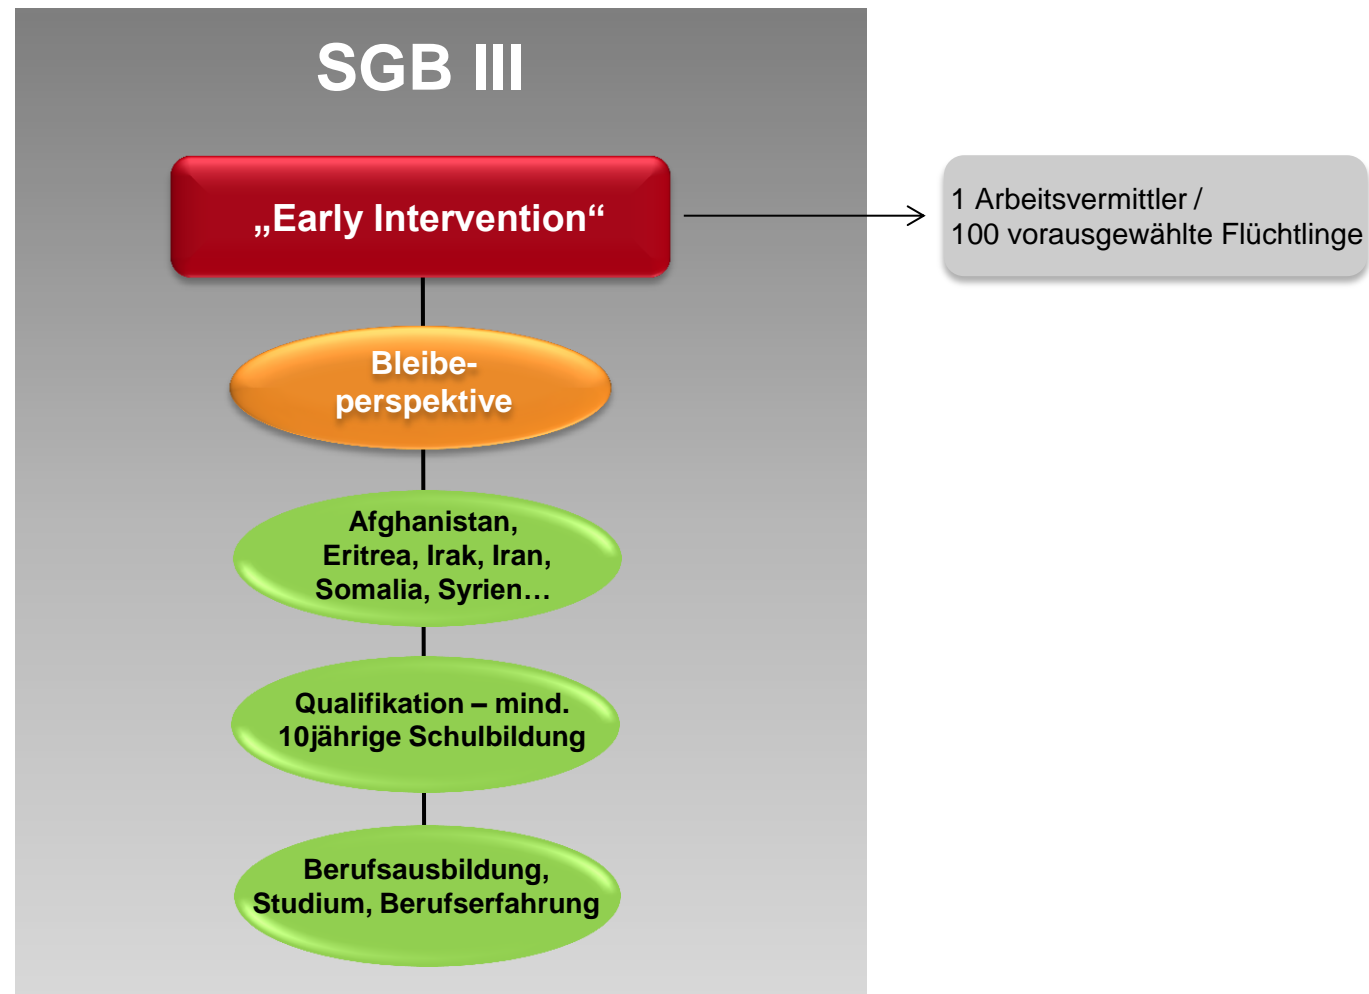 SGB III
„Early Intervention“
1 Arbeitsvermittler /
100 vorausgewählte Flüchtlinge
Bleibe-
perspektive
Afghanistan,
Eritrea, Irak, Iran,
Somalia, Syrien…
Qualifikation – mind.
10jährige Schulbildung
Berufsausbildung,
Studium, Berufserfahrung